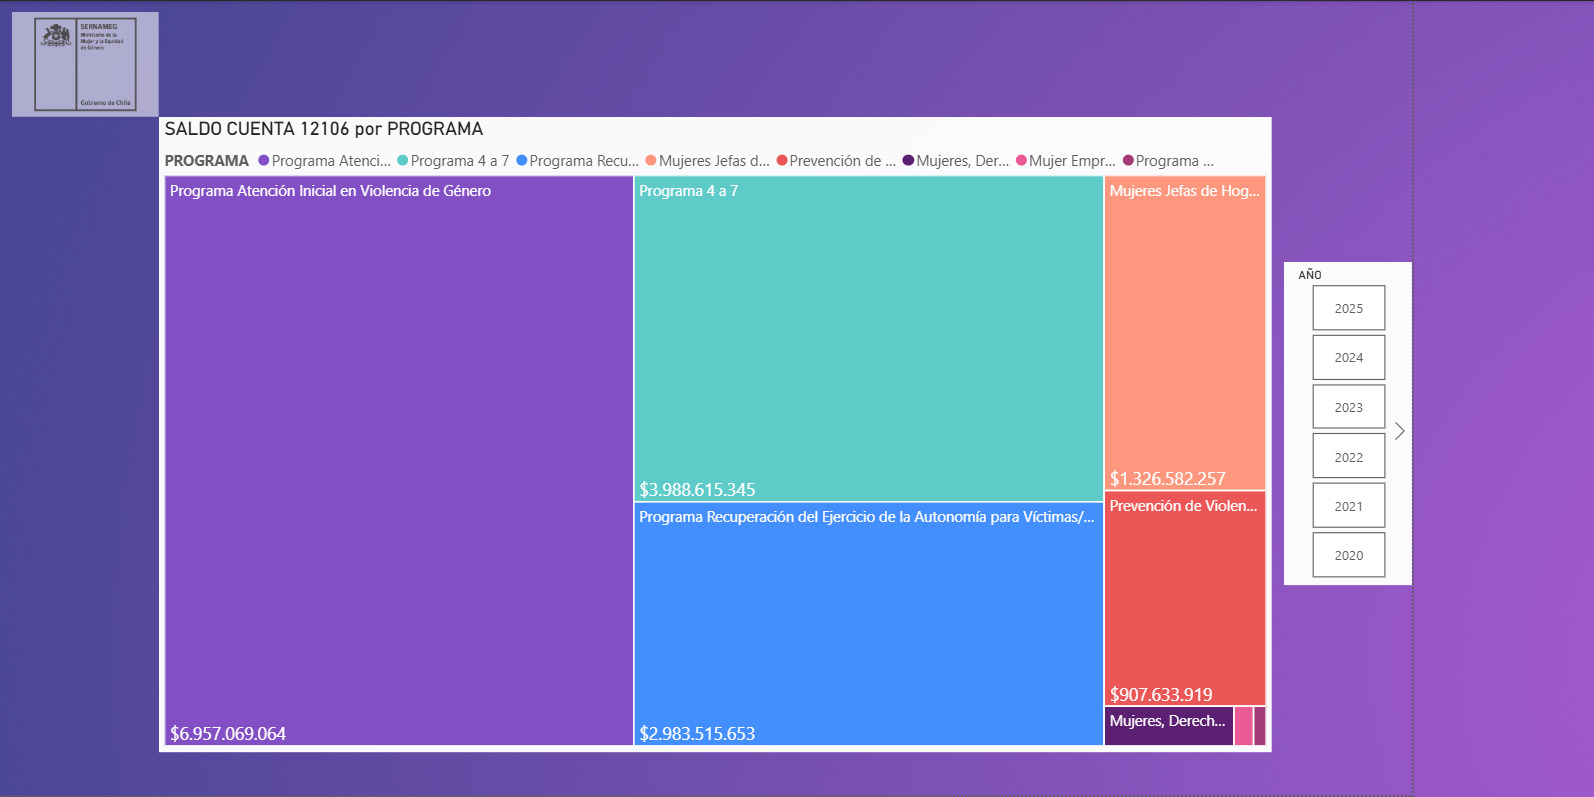 SERNAMEG
Ministerio de la
Mujer y la Equidad
de Género
Gobierno de Chile
SALDO CUENTA 12106 por PROGRAMA
PROGRAMA Programa Atenci... Programa 4 a 7 Programa Recu... Mujeres Jefas d... Prevención de ... Mujeres, Der... Mujer Empr... Programa ...
Programa Atención Inicial en Violencia de Género
$6.957.069.064
Programa 4 a 7
$3.988.615.345
Programa Recuperación del Ejercicio de la Autonomía para Víctimas/...
$2.983.515.653
Mujeres Jefas de Hog...
$1.326.582.257
Prevención de Violen...
$907.633.919
Mujeres, Derech...
AÑO
2025
2024
2023
2022
2021
2020